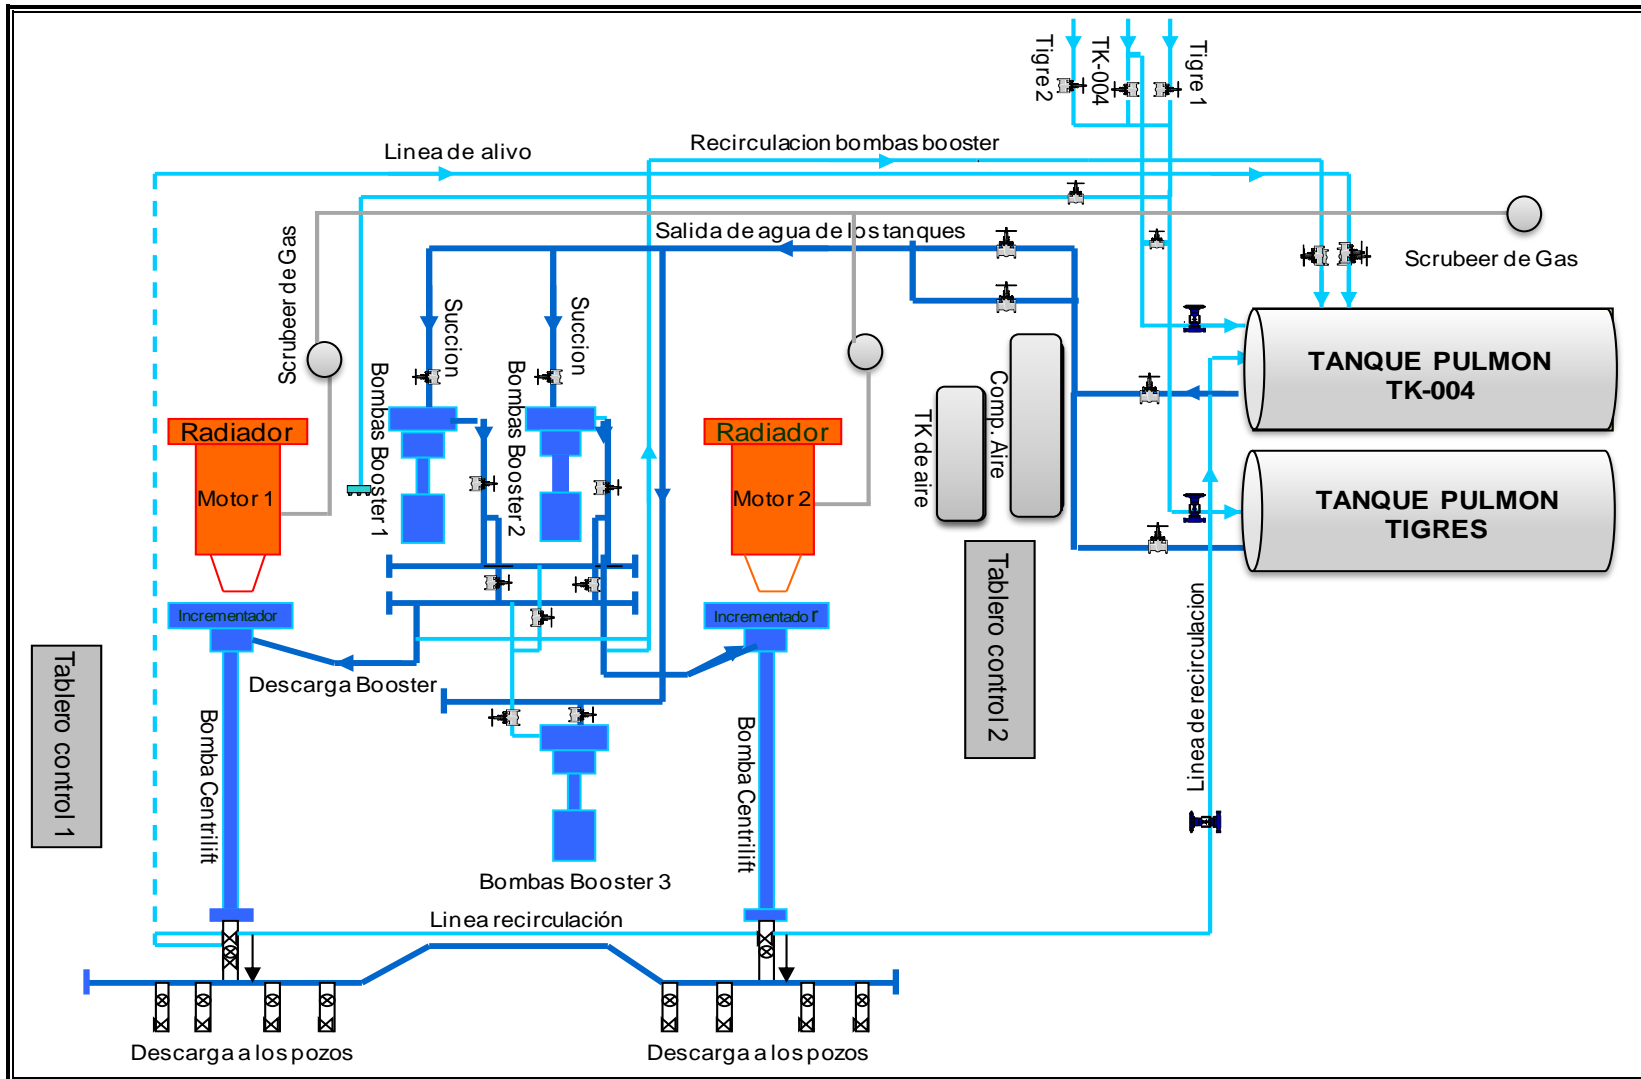 Tigre 2
TK-004
Tigre 1
Linea de alivo
Recirculacion bombas booster
Salida de agua de los tanques
Scrubeer de Gas
Scrubeer de Gas
Succion
Succion
Bombas Booster 1
Bombas Booster 2
Radiador
Motor 1
Radiador
Motor 2
TK de aire
Comp. Aire
TANQUE PULMON
TK-004
TANQUE PULMON
TIGRES
Tablero control 2
Incrementador
Incrementador
Descarga Booster
Tablero control 1
Bomba Centrilift
Bomba Centrilift
Linea de recirculacion
Bombas Booster 3
Linea recirculación
Descarga a los pozos
Descarga a los pozos